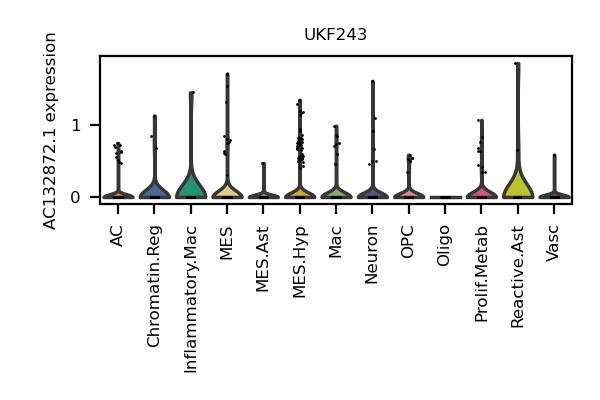 UKF243
AC132872.1 expression
1
0
AC
Chromatin.Reg
Inflammatory.Mac
MES
MES.Ast
MES.Hyp
Mac
Neuron
OPC
Oligo
Prolif.Metab
Reactive.Ast
Vasc